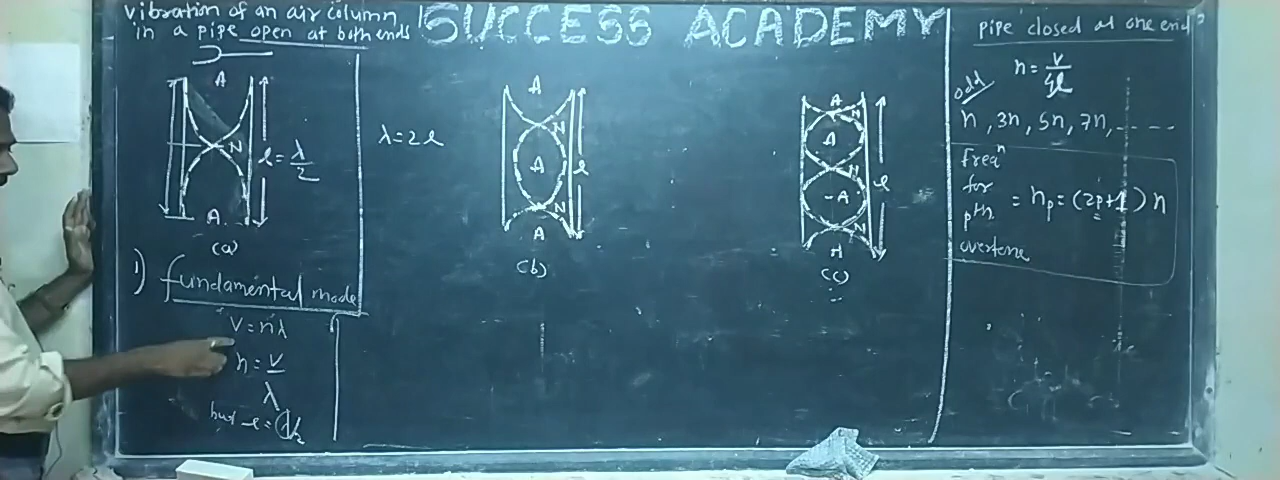 Vibration of an air column
in a pipe open at both ends
SUCCESS ACADEMY
A
N
l = λ/2
A
(a)
1) fundamental mode
v = nλ
n = v/λ
but l = λ/2
λ = 2l
A
N
A
l
N
A
(b)
A
N
A
N
l
-A
N
A
(c)
pipe closed at one end
n = v/4l
odd
n, 3n, 5n, 7n, - - - -
freqⁿ
for
pth = np = (2p+1) n
overtone